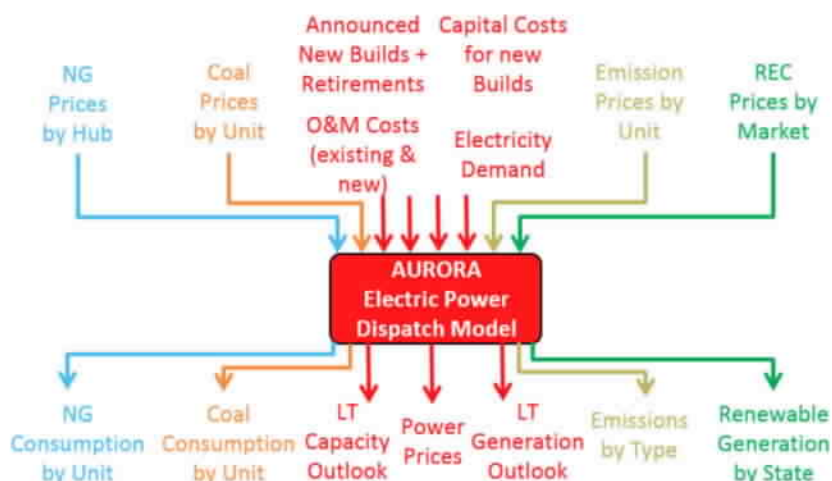 NG
Prices
by Hub
Coal
Prices
by Unit
Announced
New Builds +
Retirements
O&M Costs
(existing &
new)
Capital Costs
for new
Builds
Electricity
Demand
Emission
Prices by
Unit
REC
Prices by
Market
AURORA
Electric Power
Dispatch Model
NG
Consumption
by Unit
Coal
Consumption
by Unit
LT
Capacity
Outlook
Power
Prices
LT
Generation
Outlook
Emissions
by Type
Renewable
Generation
by State